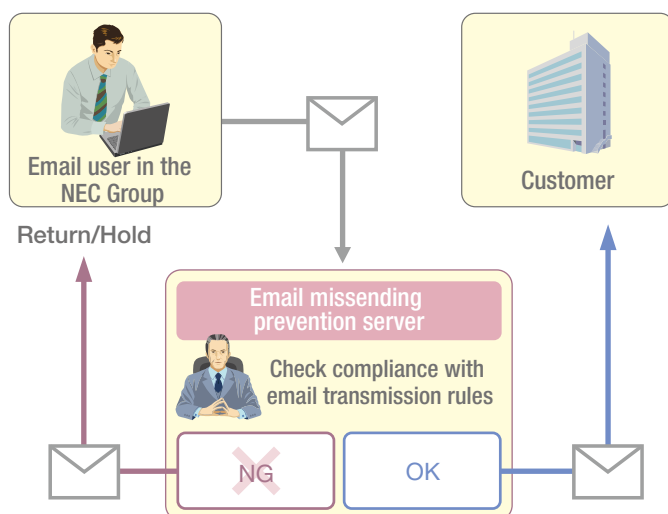 Email user in the
NEC Group
Customer
Return/Hold
Email missending
prevention server
Check compliance with
email transmission rules
NG
OK